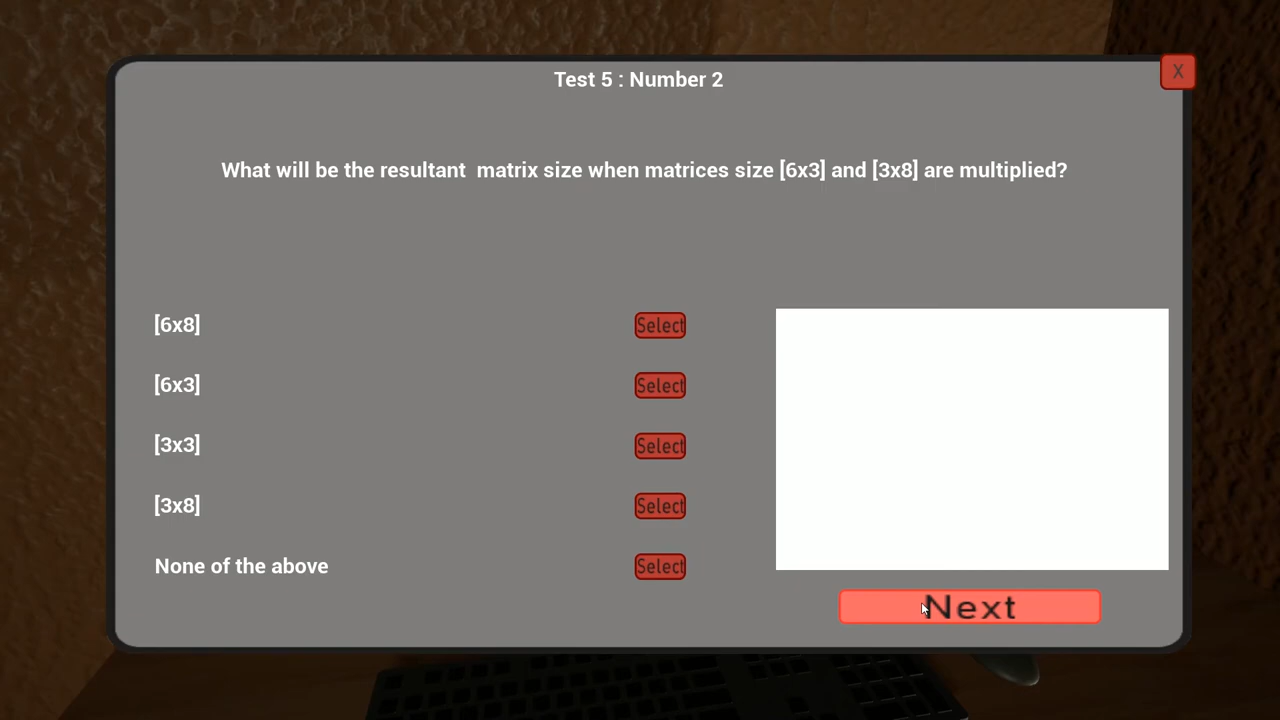 Test 5 : Number 2
X
What will be the resultant  matrix size when matrices size [6x3] and [3x8] are multiplied?
[6x8]
Select
[6x3]
Select
[3x3]
Select
[3x8]
Select
None of the above
Select
Next